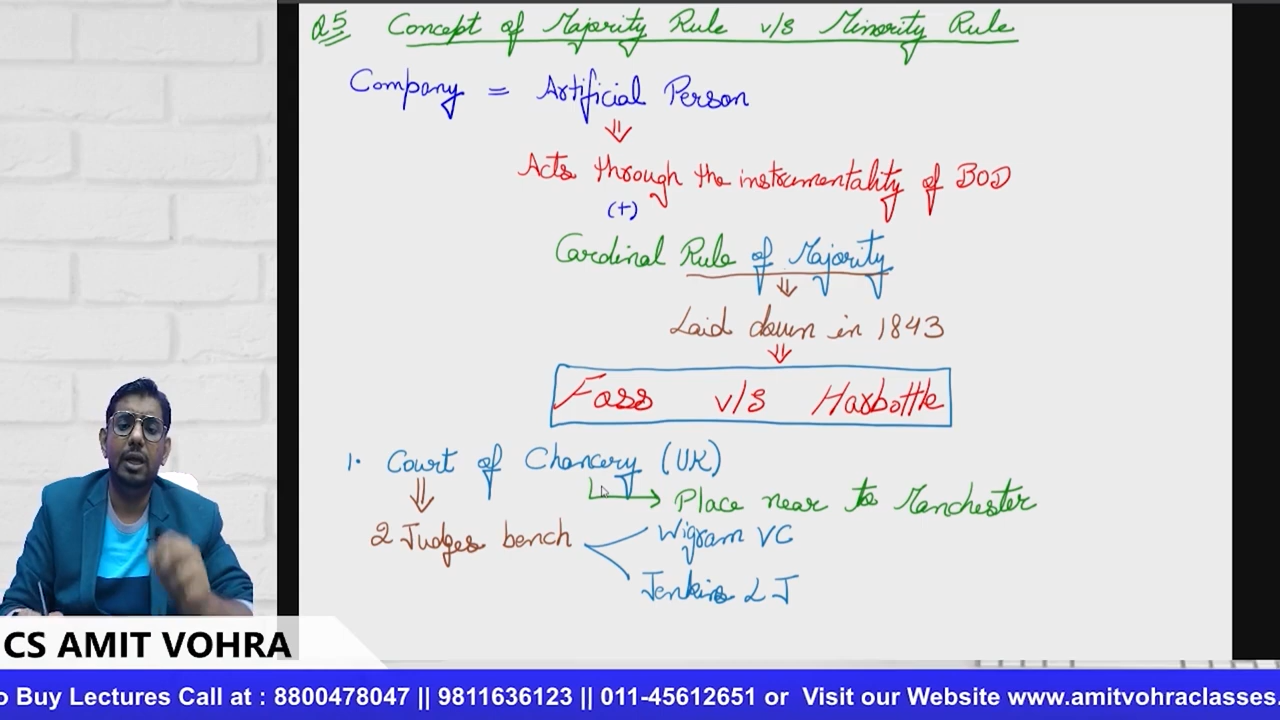 Q5 Concept of Majority Rule v/s Minority Rule
Company = Artificial Person
⇓
Acts through the instrumentality of BOD
(+)
Cardinal Rule of Majority
⇓
Laid down in 1843
⇓
Foss v/s Harbottle
1. Court of Chancery (UK)
Place near to Manchester
2 Judges bench
Wigram VC
Jenkins L J
CS AMIT VOHRA
o Buy Lectures Call at : 8800478047 || 9811636123 || 011-45612651 or Visit our Website www.amitvohraclasses.